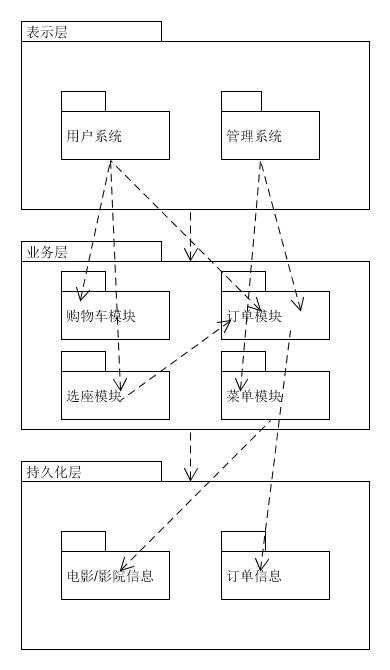 表示层
用户系统
管理系统
业务层
购物车模块
订单模块
选座模块
菜单模块
持久化层
电影/影院信息
订单信息